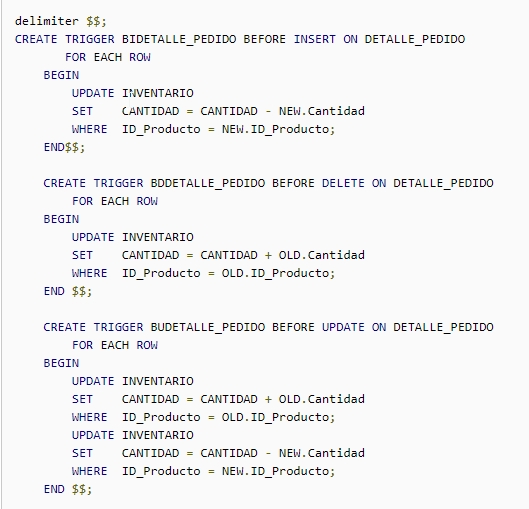 delimiter $$;
CREATE TRIGGER BIDETALLE_PEDIDO BEFORE INSERT ON DETALLE_PEDIDO
FOR EACH ROW
BEGIN
UPDATE INVENTARIO
SET CANTIDAD = CANTIDAD - NEW.Cantidad
WHERE ID_Producto = NEW.ID_Producto;
END$$;
CREATE TRIGGER BDDETALLE_PEDIDO BEFORE DELETE ON DETALLE_PEDIDO
FOR EACH ROW
BEGIN
UPDATE INVENTARIO
SET CANTIDAD = CANTIDAD + OLD.Cantidad
WHERE ID_Producto = OLD.ID_Producto;
END $$;
CREATE TRIGGER BUDETALLE_PEDIDO BEFORE UPDATE ON DETALLE_PEDIDO
FOR EACH ROW
BEGIN
UPDATE INVENTARIO
SET CANTIDAD = CANTIDAD + OLD.Cantidad
WHERE ID_Producto = OLD.ID_Producto;
UPDATE INVENTARIO
SET CANTIDAD = CANTIDAD - NEW.Cantidad
WHERE ID_Producto = NEW.ID_Producto;
END $$;